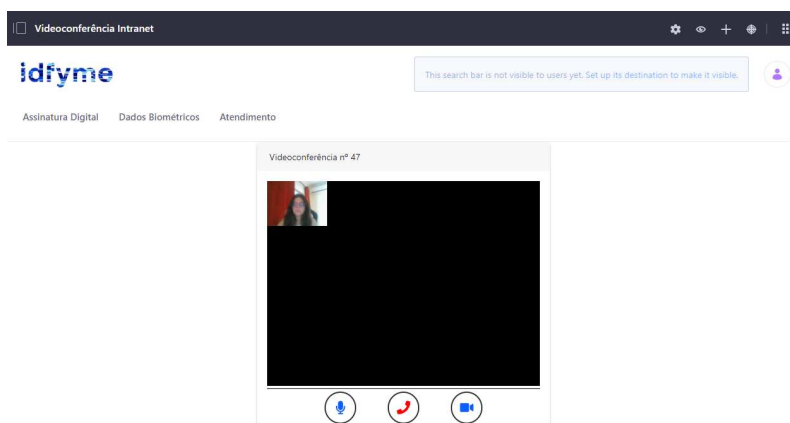 Videoconferência Intranet
idfyme
This search bar is not visible to users yet. Set up its destination to make it visible.
Assinatura Digital Dados Biométricos Atendimento
Videoconferência nº 47